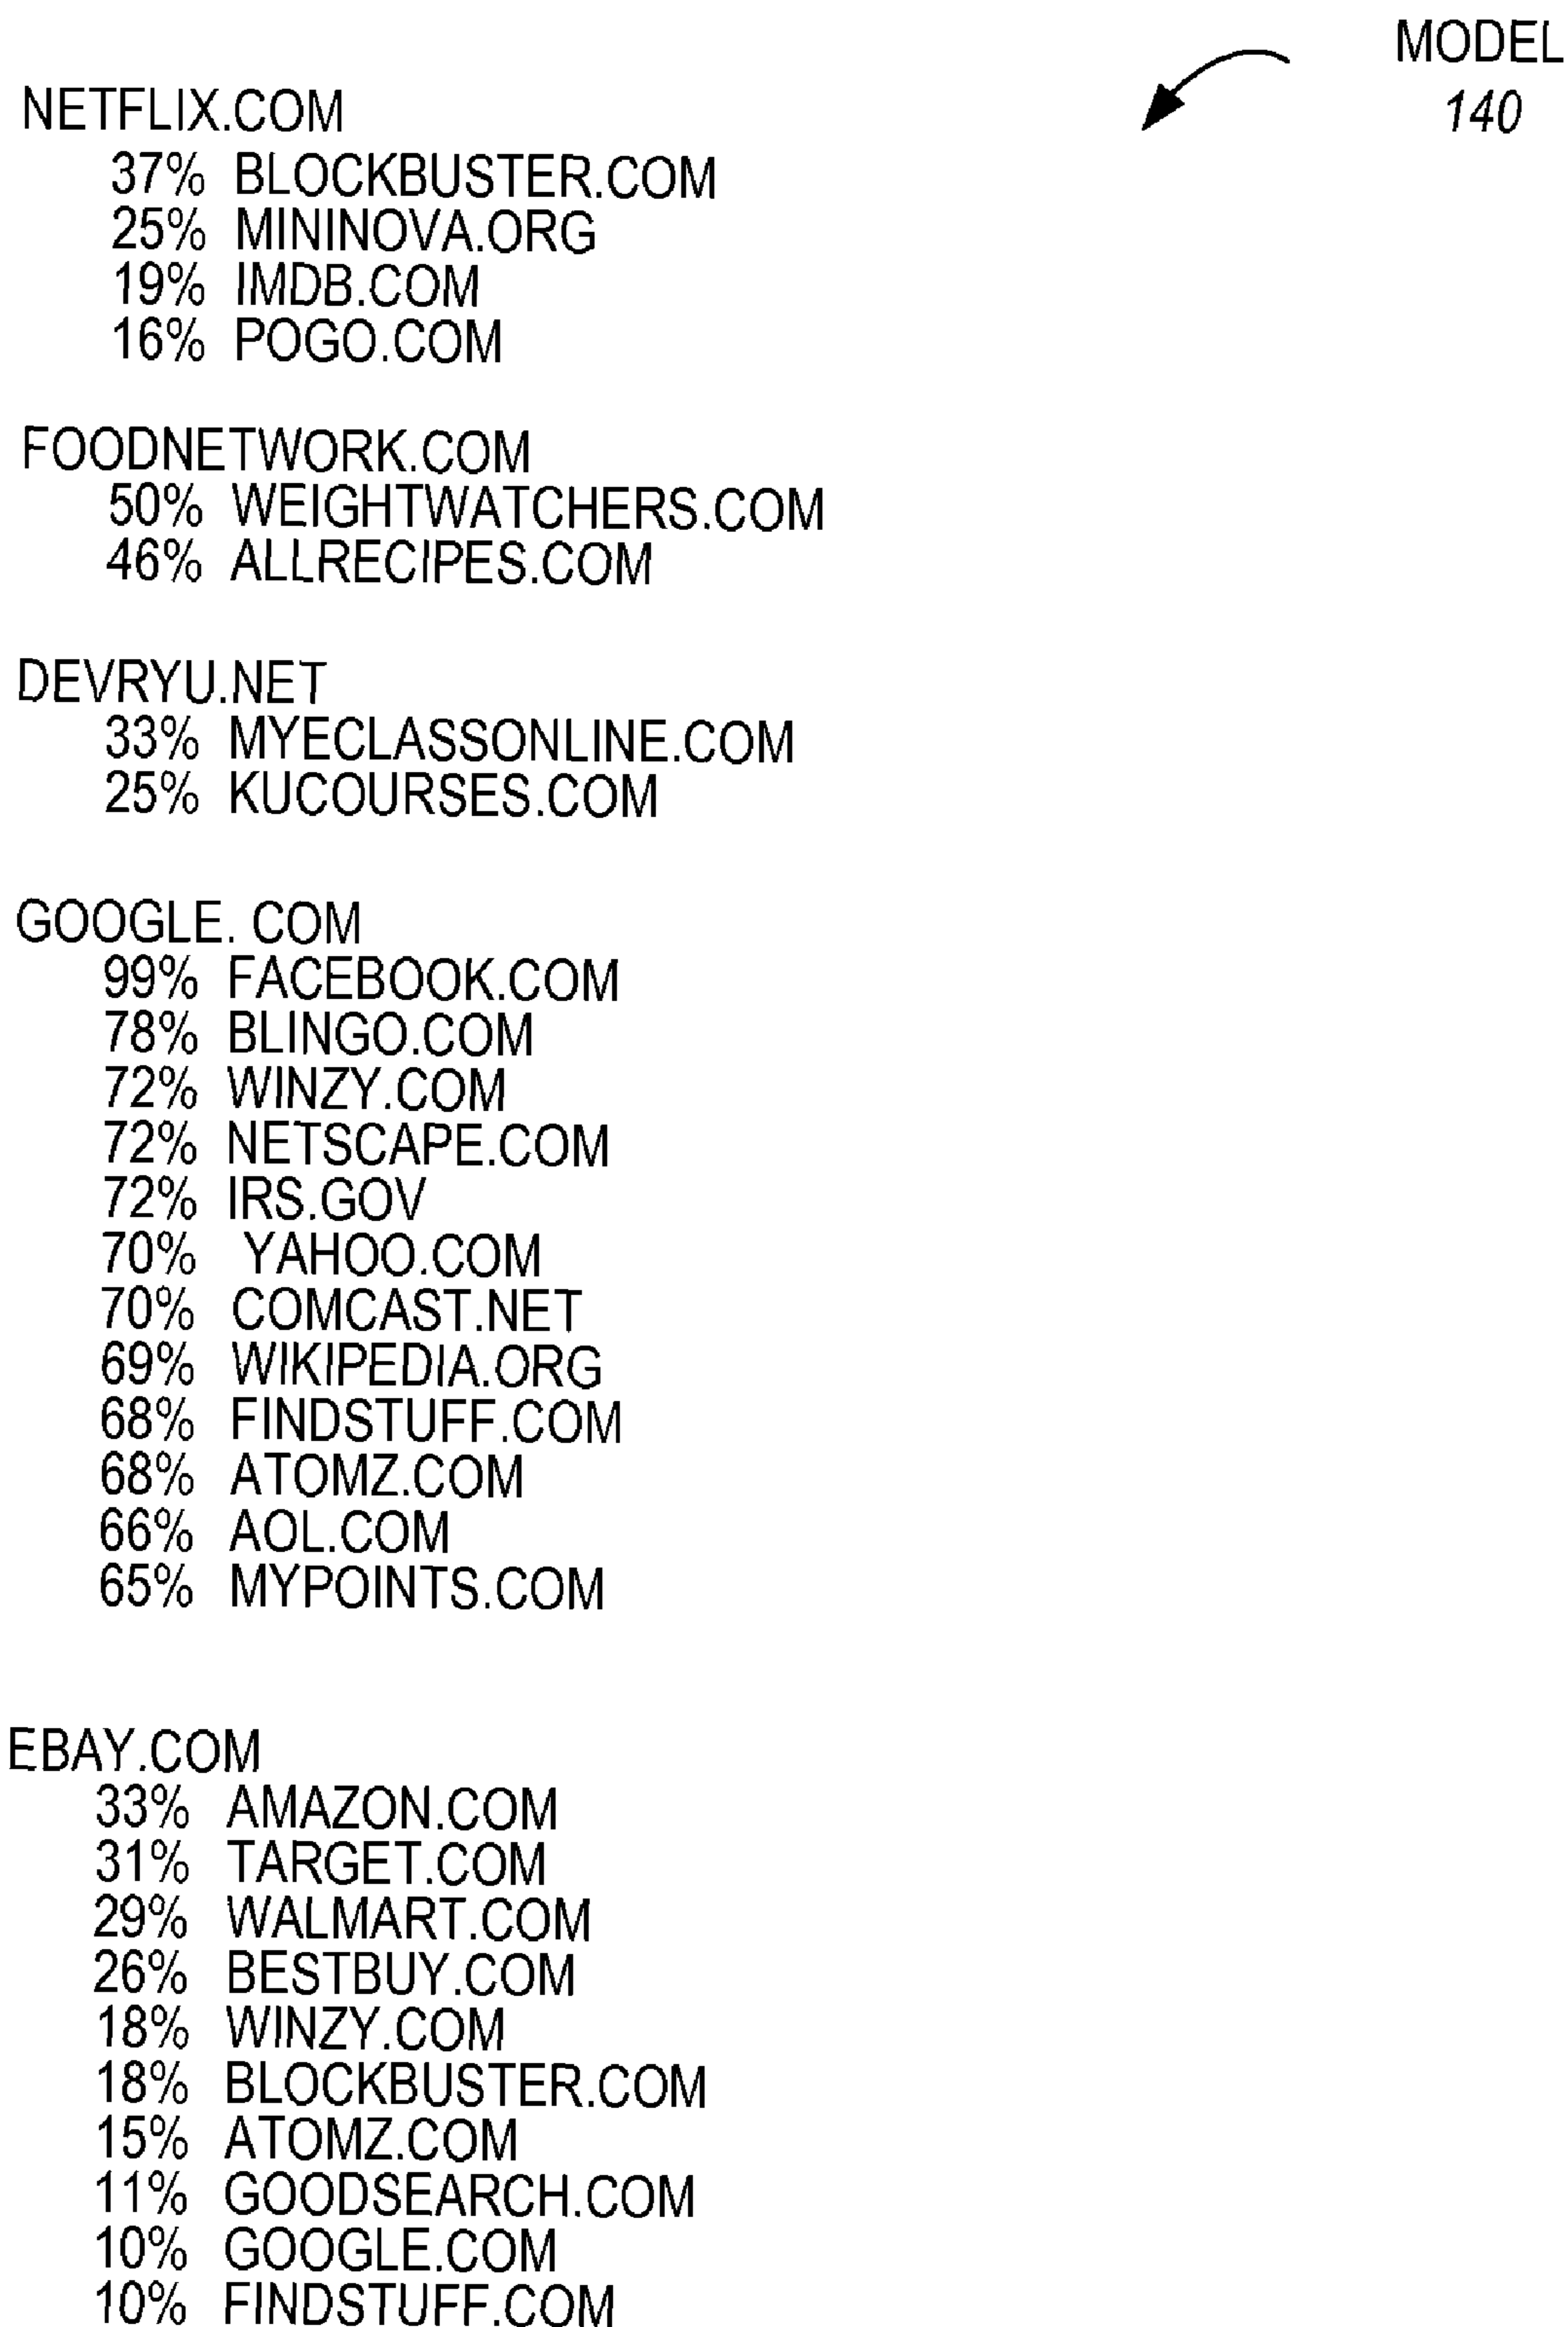 MODEL
140
NETFLIX.COM
37% BLOCKBUSTER.COM
25% MININOVA.ORG
19% IMDB.COM
16% POGO.COM
FOODNETWORK.COM
50% WEIGHTWATCHERS.COM
46% ALLRECIPES.COM
DEVRYU.NET
33% MYECLASSONLINE.COM
25% KUCOURSES.COM
GOOGLE. COM
99% FACEBOOK.COM
78% BLINGO.COM
72% WINZY.COM
72% NETSCAPE.COM
72% IRS.GOV
70% YAHOO.COM
70% COMCAST.NET
69% WIKIPEDIA.ORG
68% FINDSTUFF.COM
68% ATOMZ.COM
66% AOL.COM
65% MYPOINTS.COM
EBAY.COM
33% AMAZON.COM
31% TARGET.COM
29% WALMART.COM
26% BESTBUY.COM
18% WINZY.COM
18% BLOCKBUSTER.COM
15% ATOMZ.COM
11% GOODSEARCH.COM
10% GOOGLE.COM
10% FINDSTUFF.COM